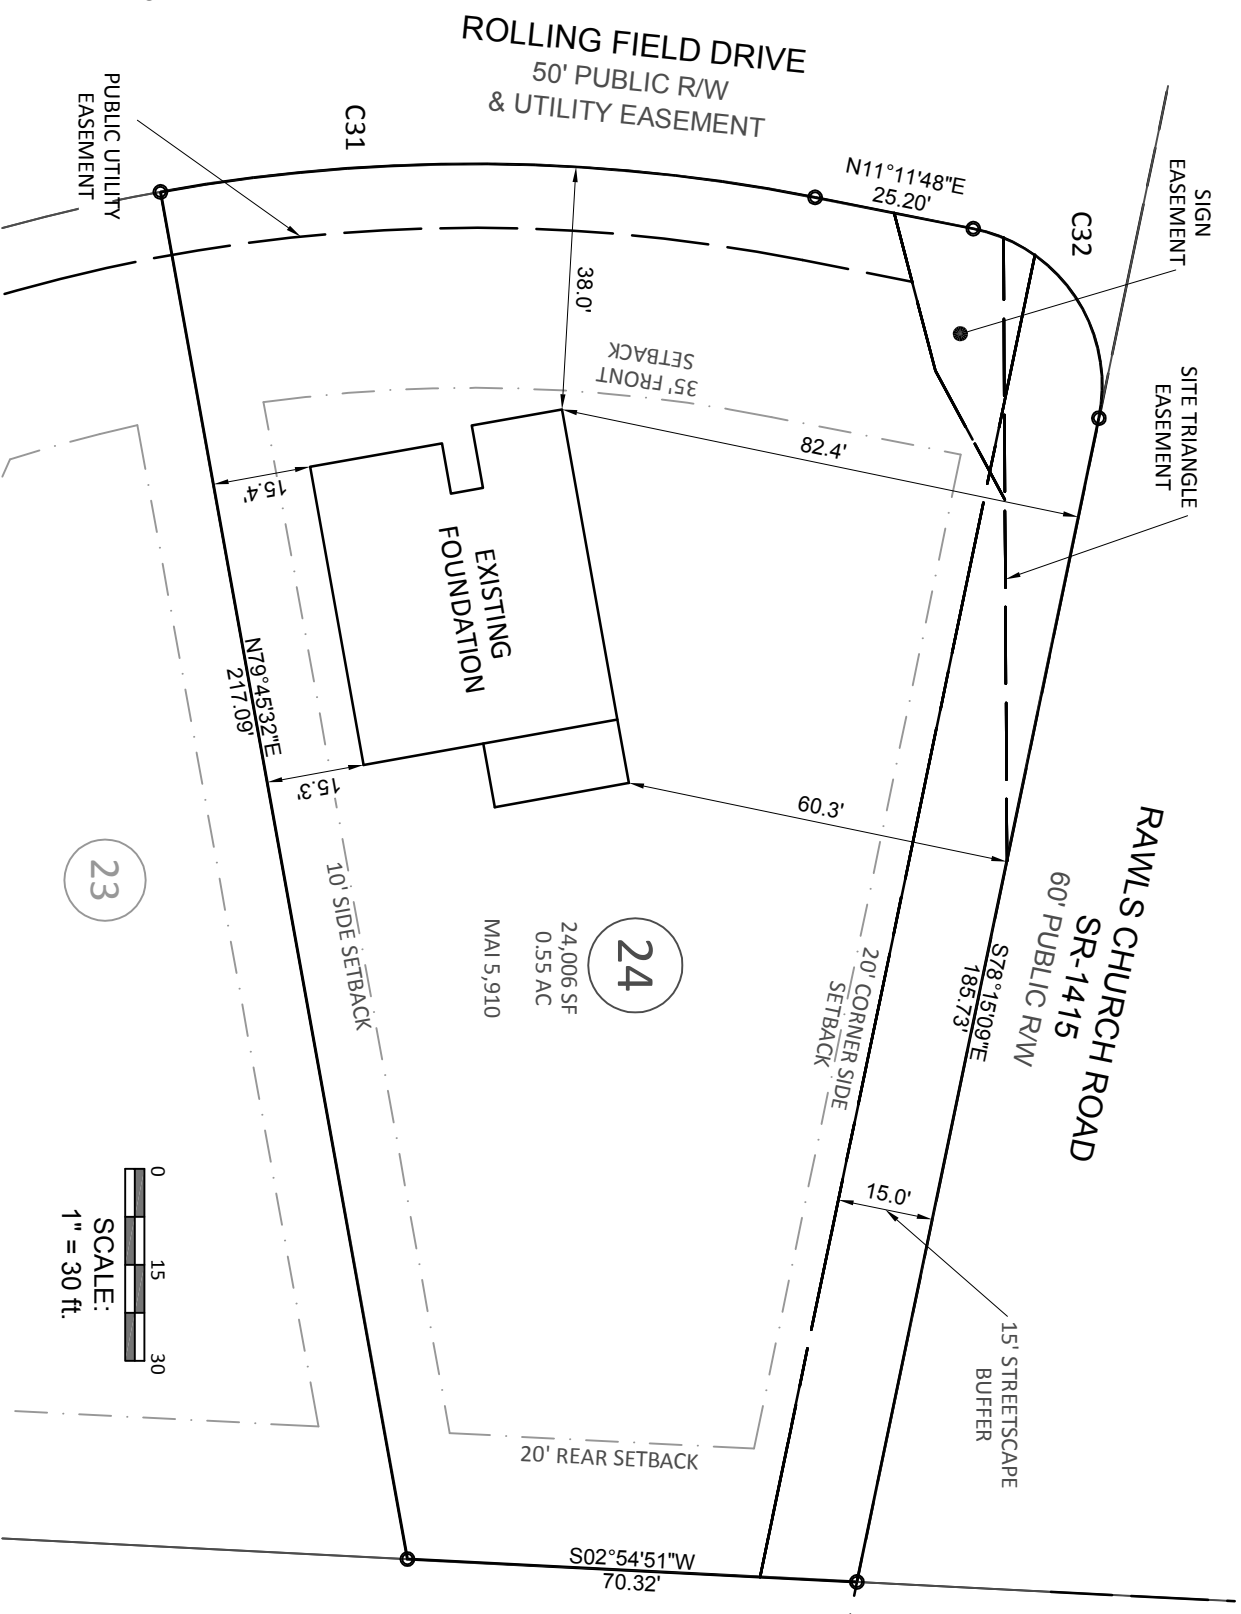 ROLLING FIELD DRIVE
50' PUBLIC R/W
& UTILITY EASEMENT
PUBLIC UTILITY
EASEMENT
C31
N11°11'48"E
25.20'
C32
SIGN
EASEMENT
SITE TRIANGLE
EASEMENT
38.0'
35' FRONT
SETBACK
82.4'
15.4'
EXISTING
FOUNDATION
N79°45'32"E
217.09'
15.3'
60.3'
RAWLS CHURCH ROAD
SR-1415
60' PUBLIC R/W
S78°15'09"E
185.73'
23
10' SIDE SETBACK
24
24,006 SF
0.55 AC
MAI 5,910
20' CORNER SIDE
SETBACK
15.0'
15' STREETSCAPE
BUFFER
0 15 30
SCALE:
1" = 30 ft.
20' REAR SETBACK
S02°54'51"W
70.32'